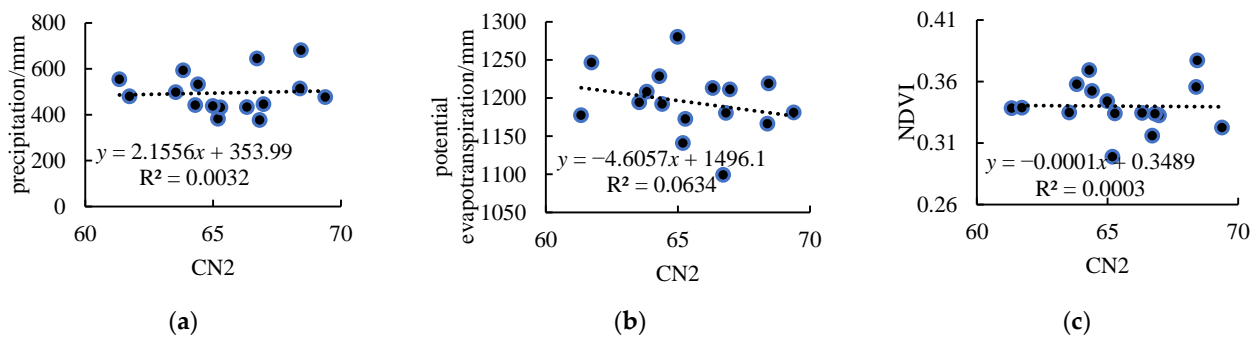 precipitation/mm
800
600
400
200
0
y = 2.1556x + 353.99
R² = 0.0032
60
65
70
CN2
(a)
potential
evapotranspiration/mm
1300
1250
1200
1150
1100
1050
y = −4.6057x + 1496.1
R² = 0.0634
60
65
70
CN2
(b)
NDVI
0.41
0.36
0.31
0.26
y = −0.0001x + 0.3489
R² = 0.0003
60
65
70
CN2
(c)